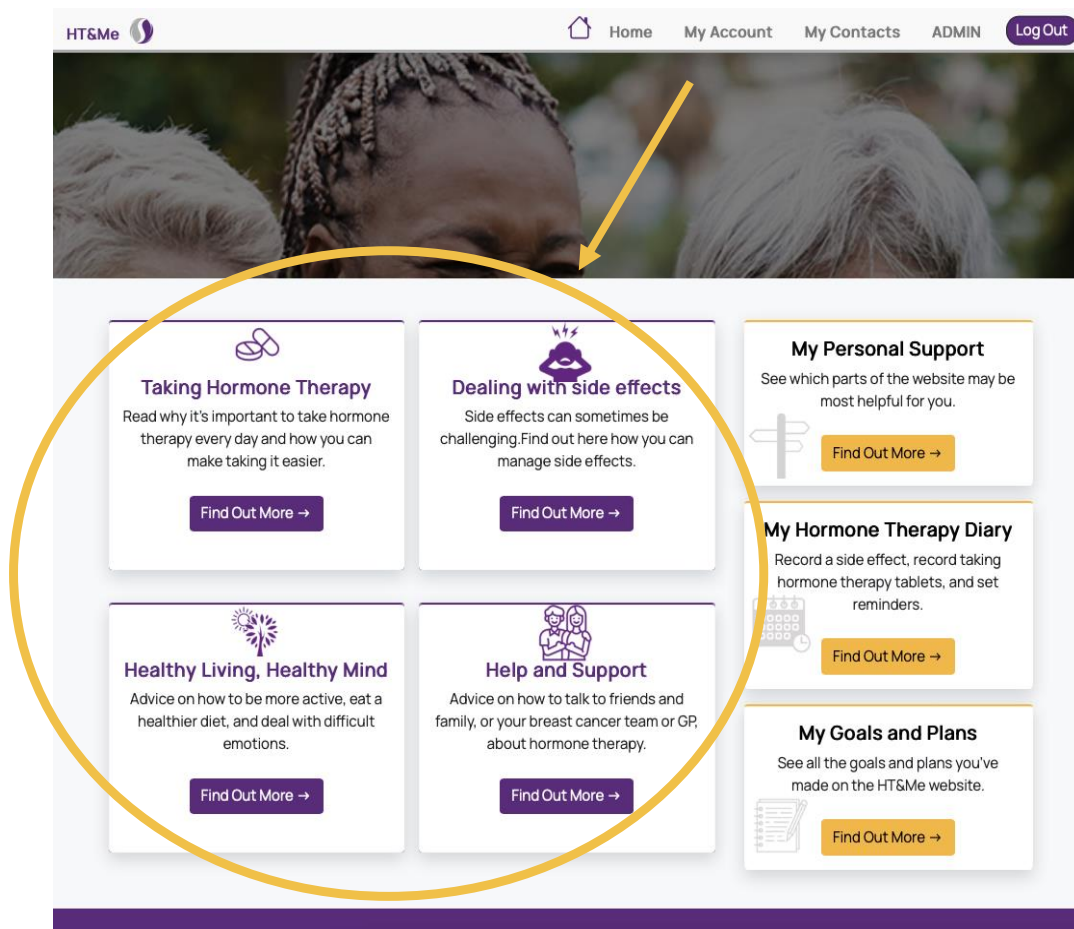 HT&Me
Home My Account My Contacts ADMIN Log Out
Taking Hormone Therapy
Read why it's important to take hormone
therapy every day and how you can
make taking it easier.
Find Out More →
Dealing with side effects
Side effects can sometimes be
challenging.Find out here how you can
manage side effects.
Find Out More →
Healthy Living, Healthy Mind
Advice on how to be more active, eat a
healthier diet, and deal with difficult
emotions.
Find Out More →
Help and Support
Advice on how to talk to friends and
family, or your breast cancer team or GP,
about hormone therapy.
Find Out More →
My Personal Support
See which parts of the website may be
most helpful for you.
Find Out More →
My Hormone Therapy Diary
Record a side effect, record taking
hormone therapy tablets, and set
reminders.
Find Out More →
My Goals and Plans
See all the goals and plans you've
made on the HT&Me website.
Find Out More →